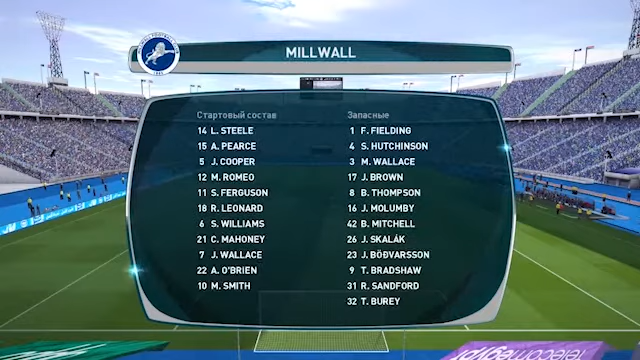 MILLWALL
Стартовый состав
14 L. STEELE
15 A. PEARCE
5 J. COOPER
12 M. ROMEO
11 S. FERGUSON
18 R. LEONARD
6 S. WILLIAMS
21 C. MAHONEY
7 J. WALLACE
22 A. O'BRIEN
10 M. SMITH
Запасные
1 F. FIELDING
4 S. HUTCHINSON
3 M. WALLACE
17 J. BROWN
8 B. THOMPSON
16 J. MOLUMBY
42 B. MITCHELL
26 J. SKALÁK
23 J. BÖÐVARSSON
9 T. BRADSHAW
31 R. SANDFORD
32 T. BUREY